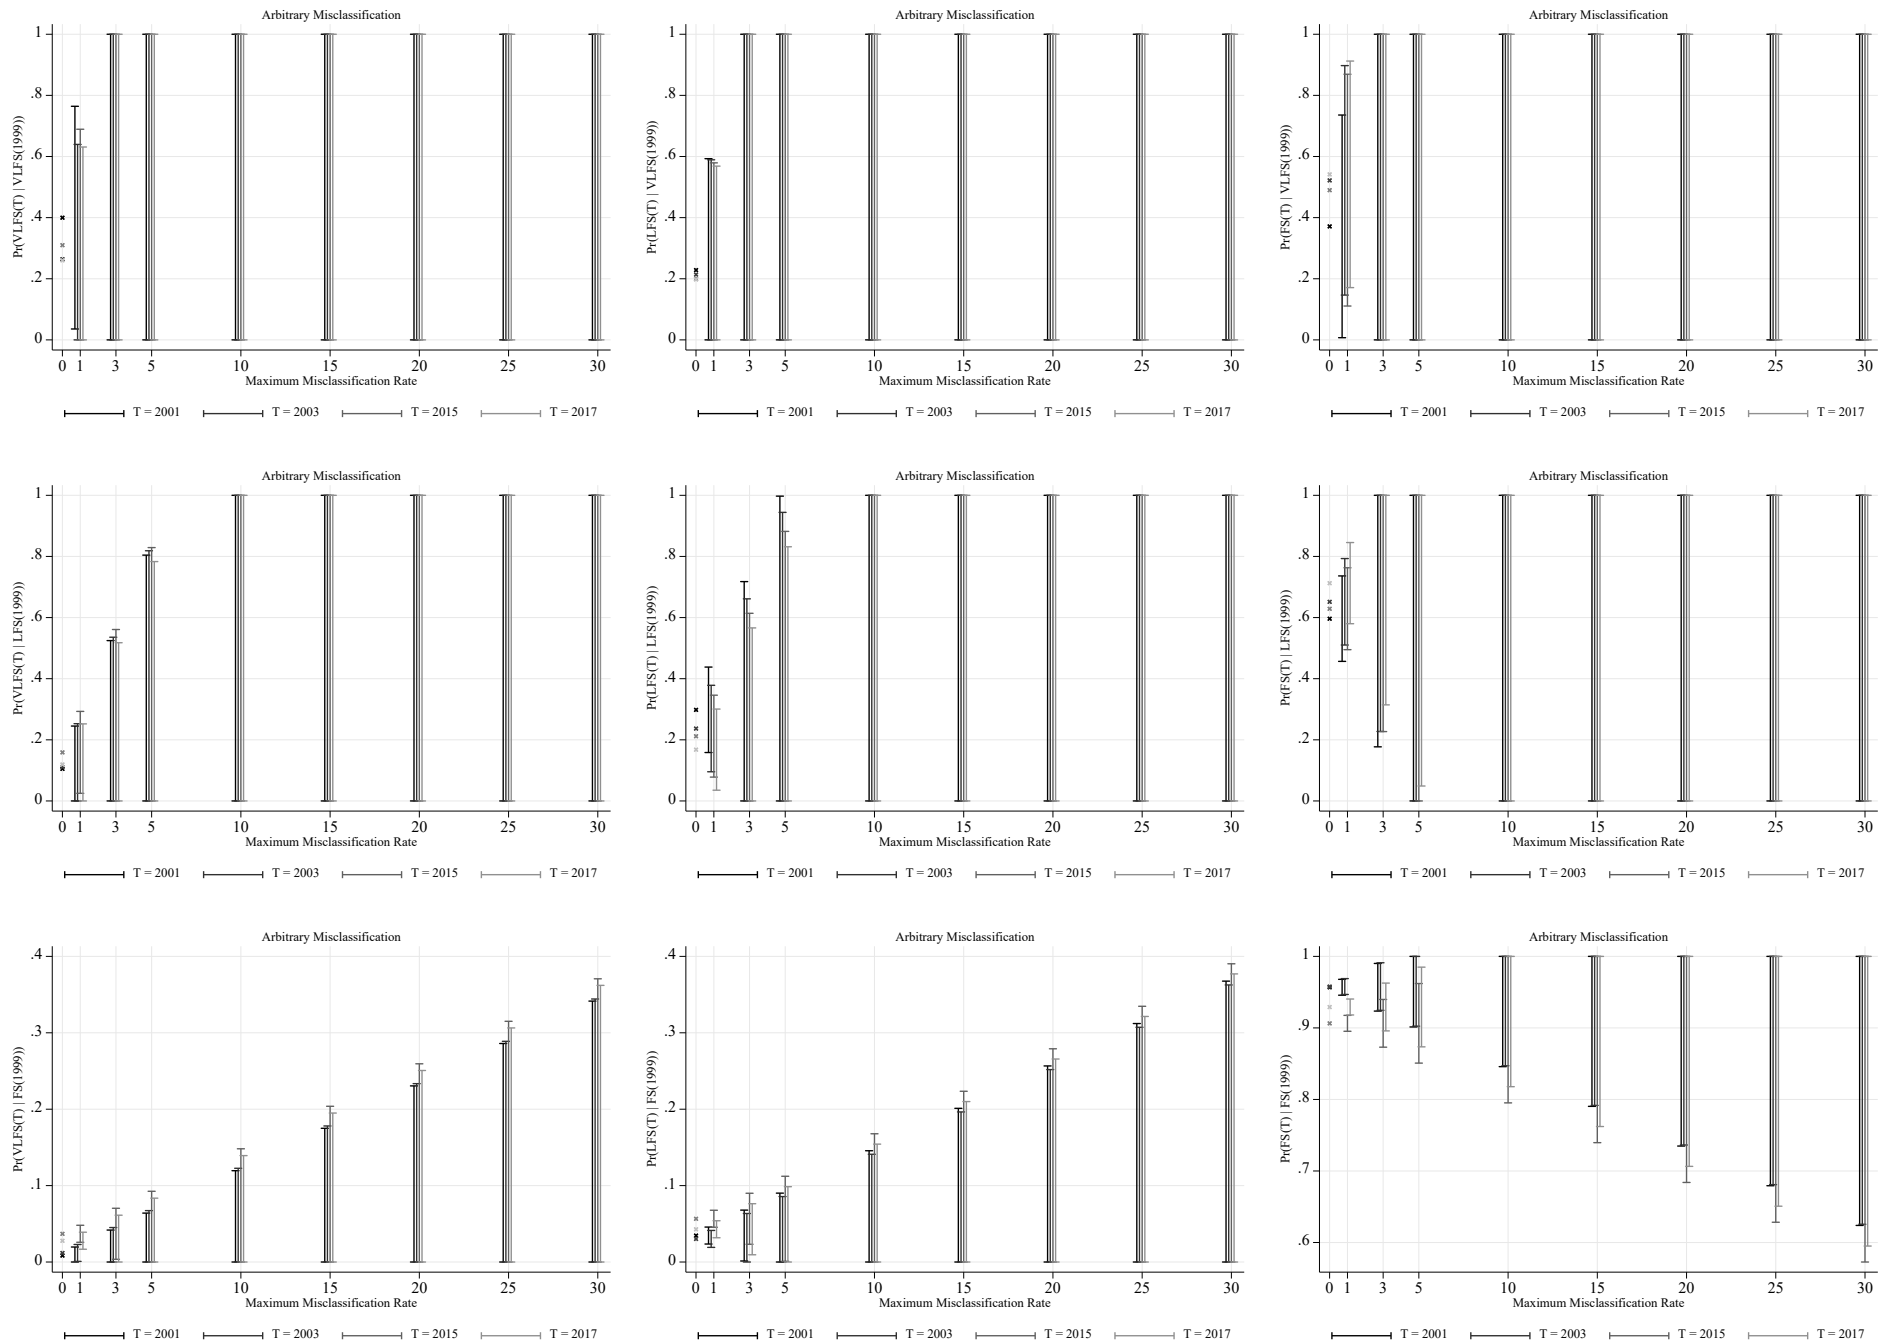 Arbitrary Misclassification
Pr(VLFS(T) | VLFS(1999))
1
.8
.6
.4
.2
0
0 1 3 5 10 15 20 25 30
Maximum Misclassification Rate
T = 2001 T = 2003 T = 2015 T = 2017
Arbitrary Misclassification
Pr(LFS(T) | VLFS(1999))
1
.8
.6
.4
.2
0
0 1 3 5 10 15 20 25 30
Maximum Misclassification Rate
T = 2001 T = 2003 T = 2015 T = 2017
Arbitrary Misclassification
Pr(FS(T) | VLFS(1999))
1
.8
.6
.4
.2
0
0 1 3 5 10 15 20 25 30
Maximum Misclassification Rate
T = 2001 T = 2003 T = 2015 T = 2017
Arbitrary Misclassification
Pr(VLFS(T) | LFS(1999))
1
.8
.6
.4
.2
0
0 1 3 5 10 15 20 25 30
Maximum Misclassification Rate
T = 2001 T = 2003 T = 2015 T = 2017
Arbitrary Misclassification
Pr(LFS(T) | LFS(1999))
1
.8
.6
.4
.2
0
0 1 3 5 10 15 20 25 30
Maximum Misclassification Rate
T = 2001 T = 2003 T = 2015 T = 2017
Arbitrary Misclassification
Pr(FS(T) | LFS(1999))
1
.8
.6
.4
.2
0
0 1 3 5 10 15 20 25 30
Maximum Misclassification Rate
T = 2001 T = 2003 T = 2015 T = 2017
Arbitrary Misclassification
Pr(VLFS(T) | FS(1999))
.4
.3
.2
.1
0
0 1 3 5 10 15 20 25 30
Maximum Misclassification Rate
T = 2001 T = 2003 T = 2015 T = 2017
Arbitrary Misclassification
Pr(LFS(T) | FS(1999))
.4
.3
.2
.1
0
0 1 3 5 10 15 20 25 30
Maximum Misclassification Rate
T = 2001 T = 2003 T = 2015 T = 2017
Arbitrary Misclassification
Pr(FS(T) | FS(1999))
1
.9
.8
.7
.6
0 1 3 5 10 15 20 25 30
Maximum Misclassification Rate
T = 2001 T = 2003 T = 2015 T = 2017